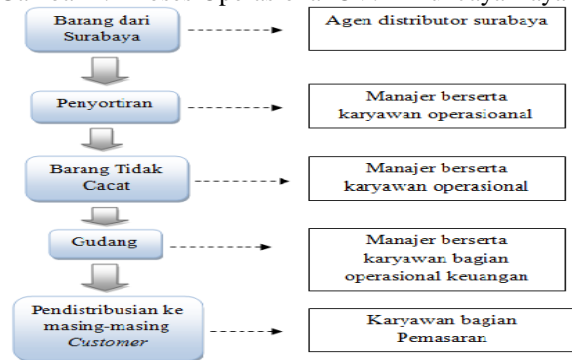 Barang dari
Surabaya
Agen distributor surabaya
Penyortiran
Manajer berserta
karyawan operasioanal
Barang Tidak
Cacat
Manajer berserta
karyawan operasional
Gudang
Manajer berserta
karyawan bagian
operasional keuangan
Pendistribusian ke
masing-masing
Customer
Karyawan bagian
Pemasaran